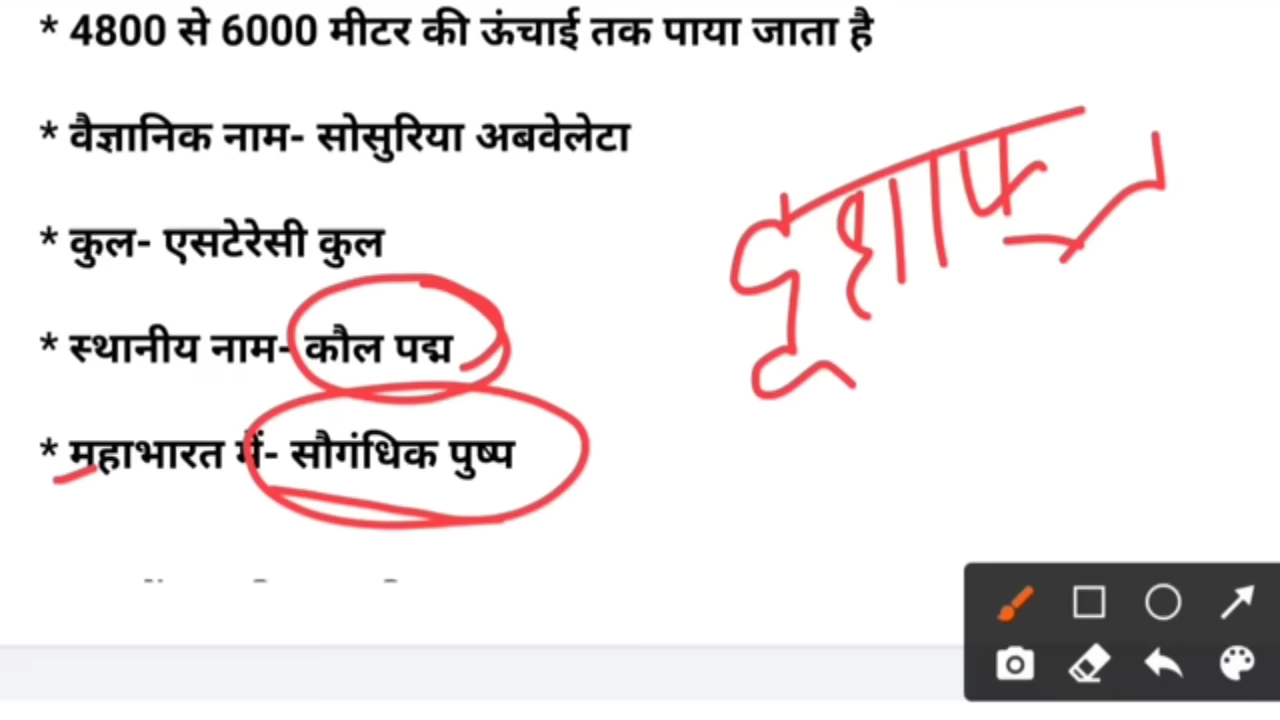 * 4800 से 6000 मीटर की ऊंचाई तक पाया जाता है
* वैज्ञानिक नाम- सोसुरिया अबवेलेटा
* कुल- एसटेरेसी कुल
* स्थानीय नाम- कौल पद्म
* महाभारत में- सौगंधिक पुष्प